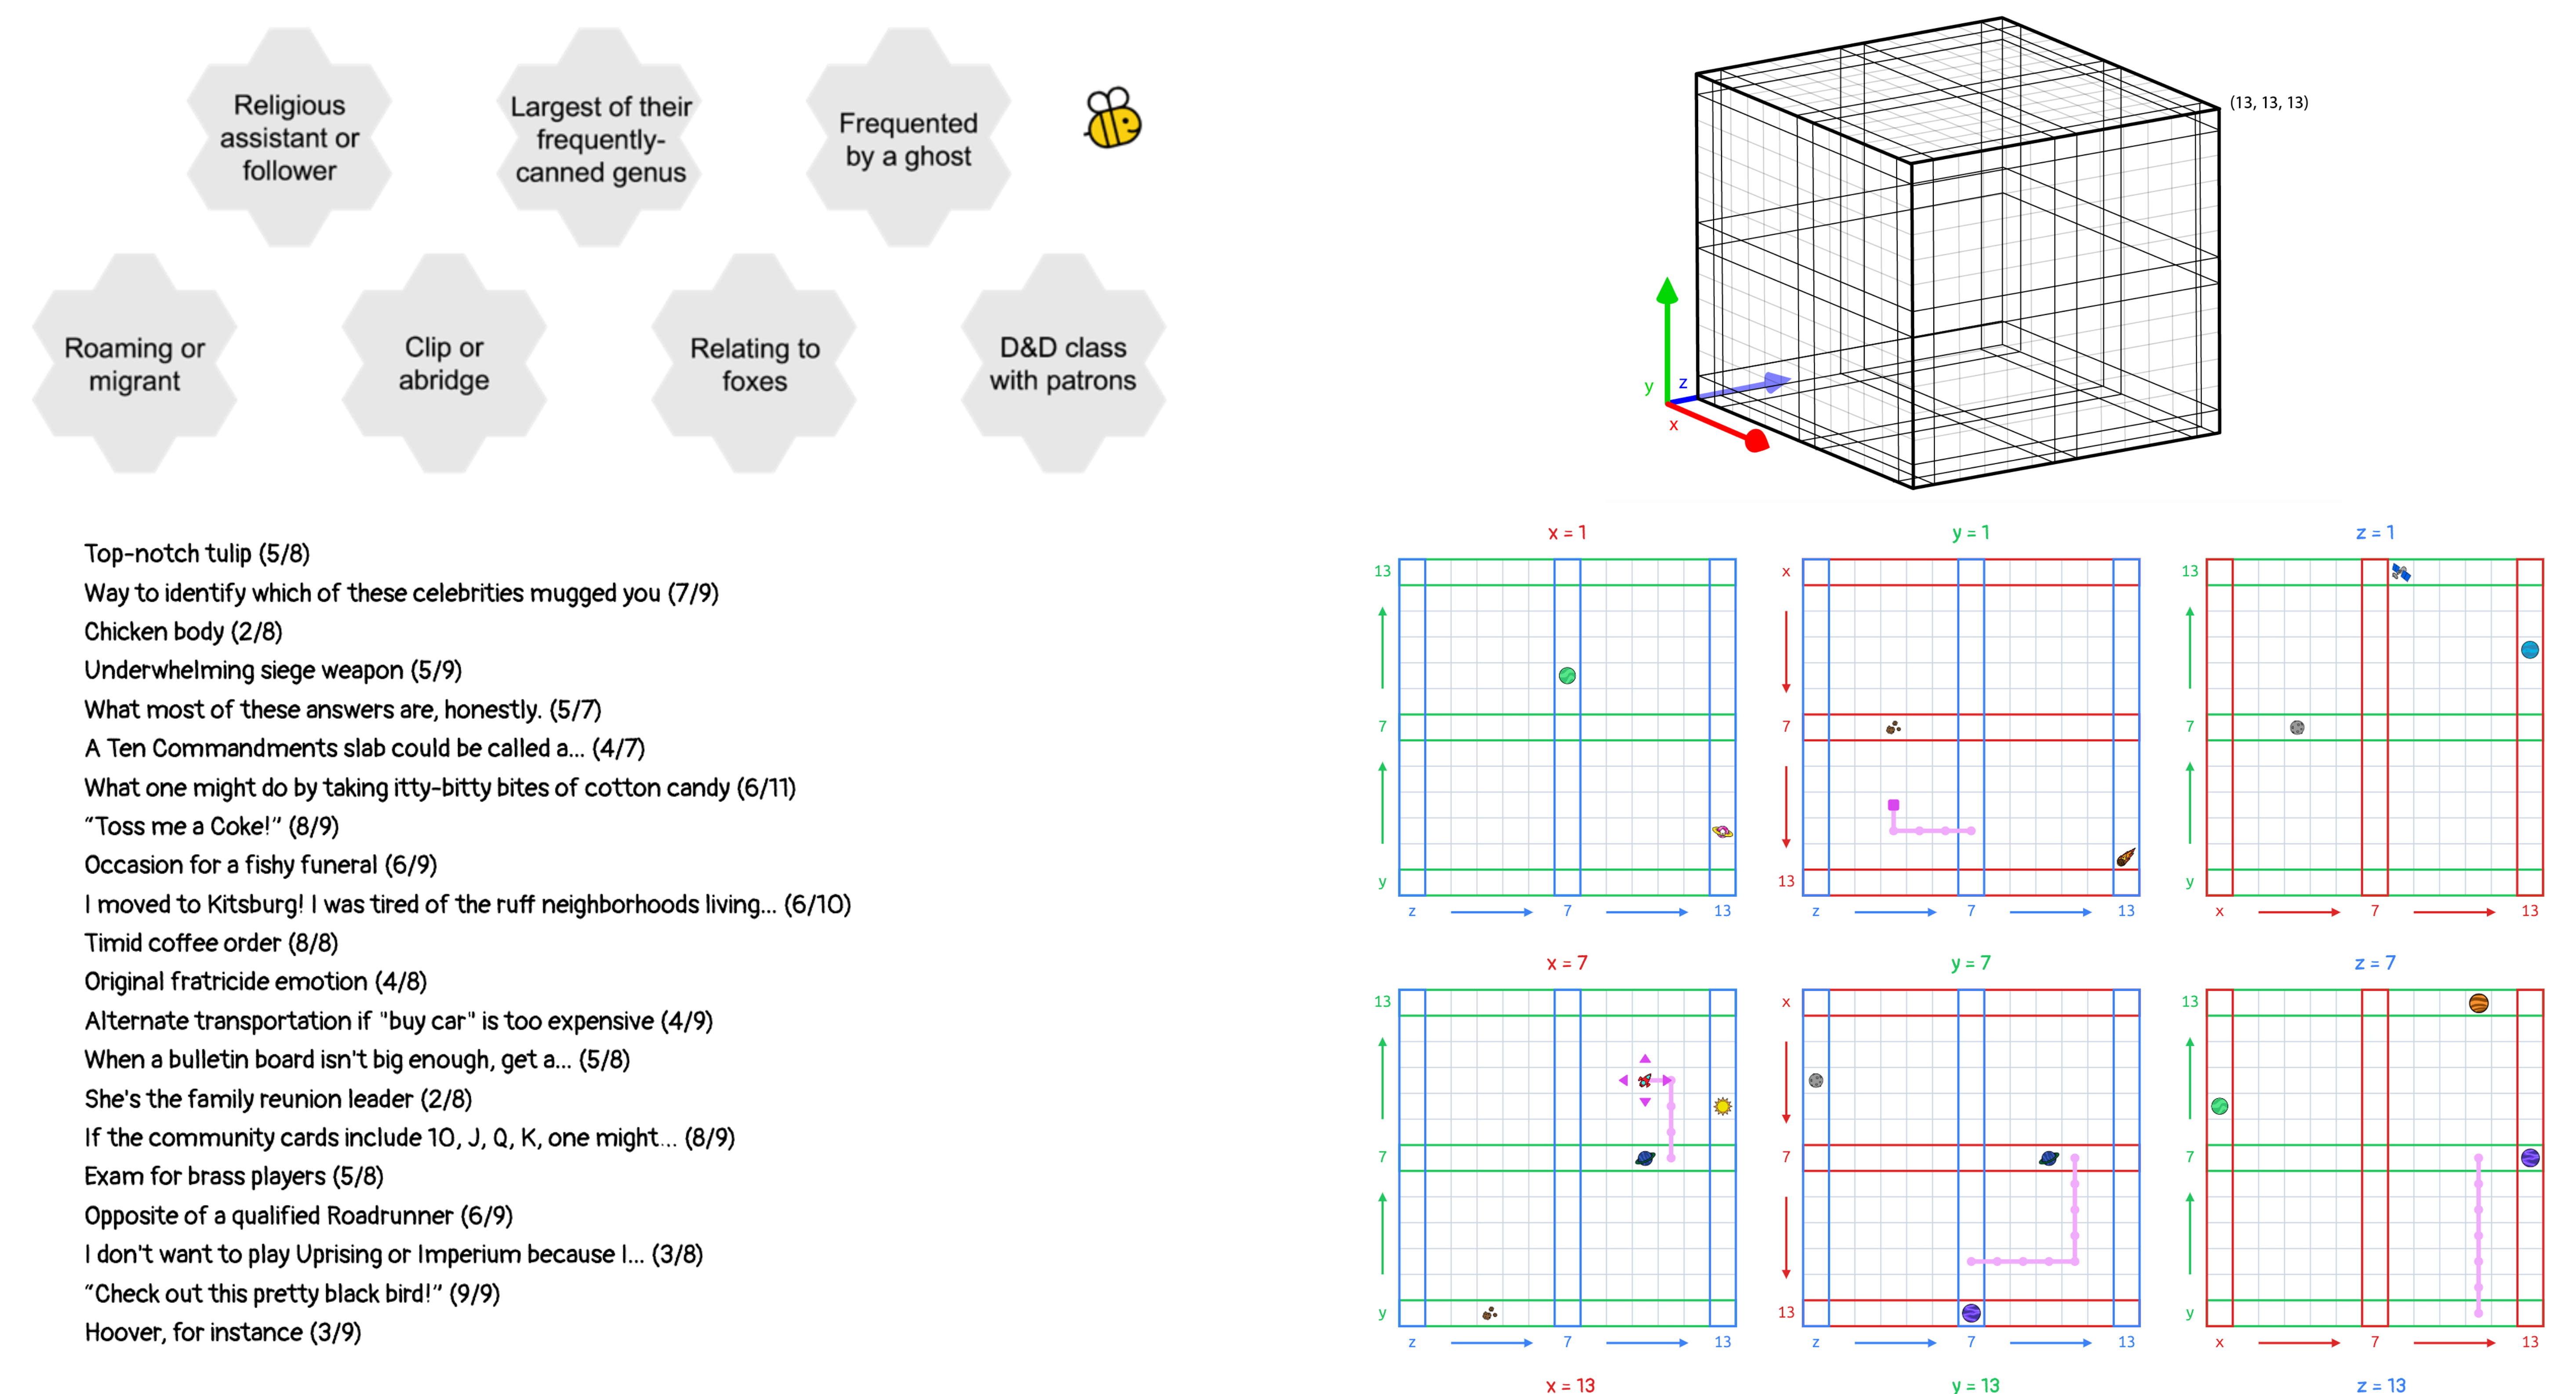 Religious
assistant or
follower
Largest of their
frequently-
canned genus
Frequented
by a ghost
Roaming or
migrant
Clip or
abridge
Relating to
foxes
D&D class
with patrons
Top-notch tulip (5/8)
Way to identify which of these celebrities mugged you (7/9)
Chicken body (2/8)
Underwhelming siege weapon (5/9)
What most of these answers are, honestly. (5/7)
A Ten Commandments slab could be called a... (4/7)
What one might do by taking itty-bitty bites of cotton candy (6/11)
“Toss me a Coke!” (8/9)
Occasion for a fishy funeral (6/9)
I moved to Kitsburg! I was tired of the ruff neighborhoods living... (6/10)
Timid coffee order (8/8)
Original fratricide emotion (4/8)
Alternate transportation if "buy car" is too expensive (4/9)
When a bulletin board isn't big enough, get a... (5/8)
She's the family reunion leader (2/8)
If the community cards include 10, J, Q, K, one might... (8/9)
Exam for brass players (5/8)
Opposite of a qualified Roadrunner (6/9)
I don't want to play Uprising or Imperium because I... (3/8)
“Check out this pretty black bird!” (9/9)
Hoover, for instance (3/9)
(13, 13, 13)
y
z
x
x = 1
13
7
y
z
7
13
y = 1
x
7
13
z
7
13
z = 1
13
7
y
x
7
13
x = 7
13
7
y
z
7
13
y = 7
x
7
13
z
7
13
z = 7
13
7
y
x
7
13
x = 13
y = 13
z = 13